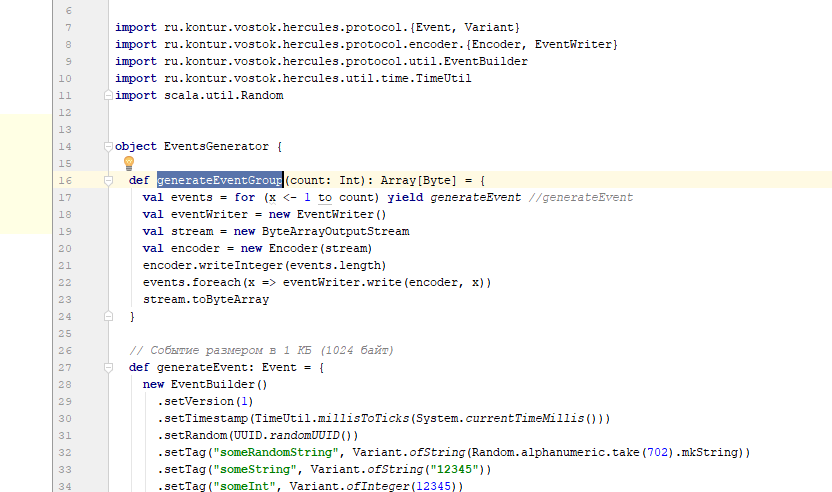 6
7 import ru.kontur.vostok.hercules.protocol.{Event, Variant}
8 import ru.kontur.vostok.hercules.protocol.encoder.{Encoder, EventWriter}
9 import ru.kontur.vostok.hercules.protocol.util.EventBuilder
10 import ru.kontur.vostok.hercules.util.time.TimeUtil
11 import scala.util.Random
12
13
14 object EventsGenerator {
15
16 def generateEventGroup(count: Int): Array[Byte] = {
17 val events = for (x <- 1 to count) yield generateEvent //generateEvent
18 val eventWriter = new EventWriter()
19 val stream = new ByteArrayOutputStream
20 val encoder = new Encoder(stream)
21 encoder.writeInteger(events.length)
22 events.foreach(x => eventWriter.write(encoder, x))
23 stream.toByteArray
24 }
25
26 // Событие размером в 1 КБ (1024 байт)
27 def generateEvent: Event = {
28 new EventBuilder()
29 .setVersion(1)
30 .setTimestamp(TimeUtil.millisToTicks(System.currentTimeMillis()))
31 .setRandom(UUID.randomUUID())
32 .setTag("someRandomString", Variant.ofString(Random.alphanumeric.take(702).mkString))
33 .setTag("someString", Variant.ofString("12345"))
34 .setTag("someInt", Variant.ofInteger(12345))